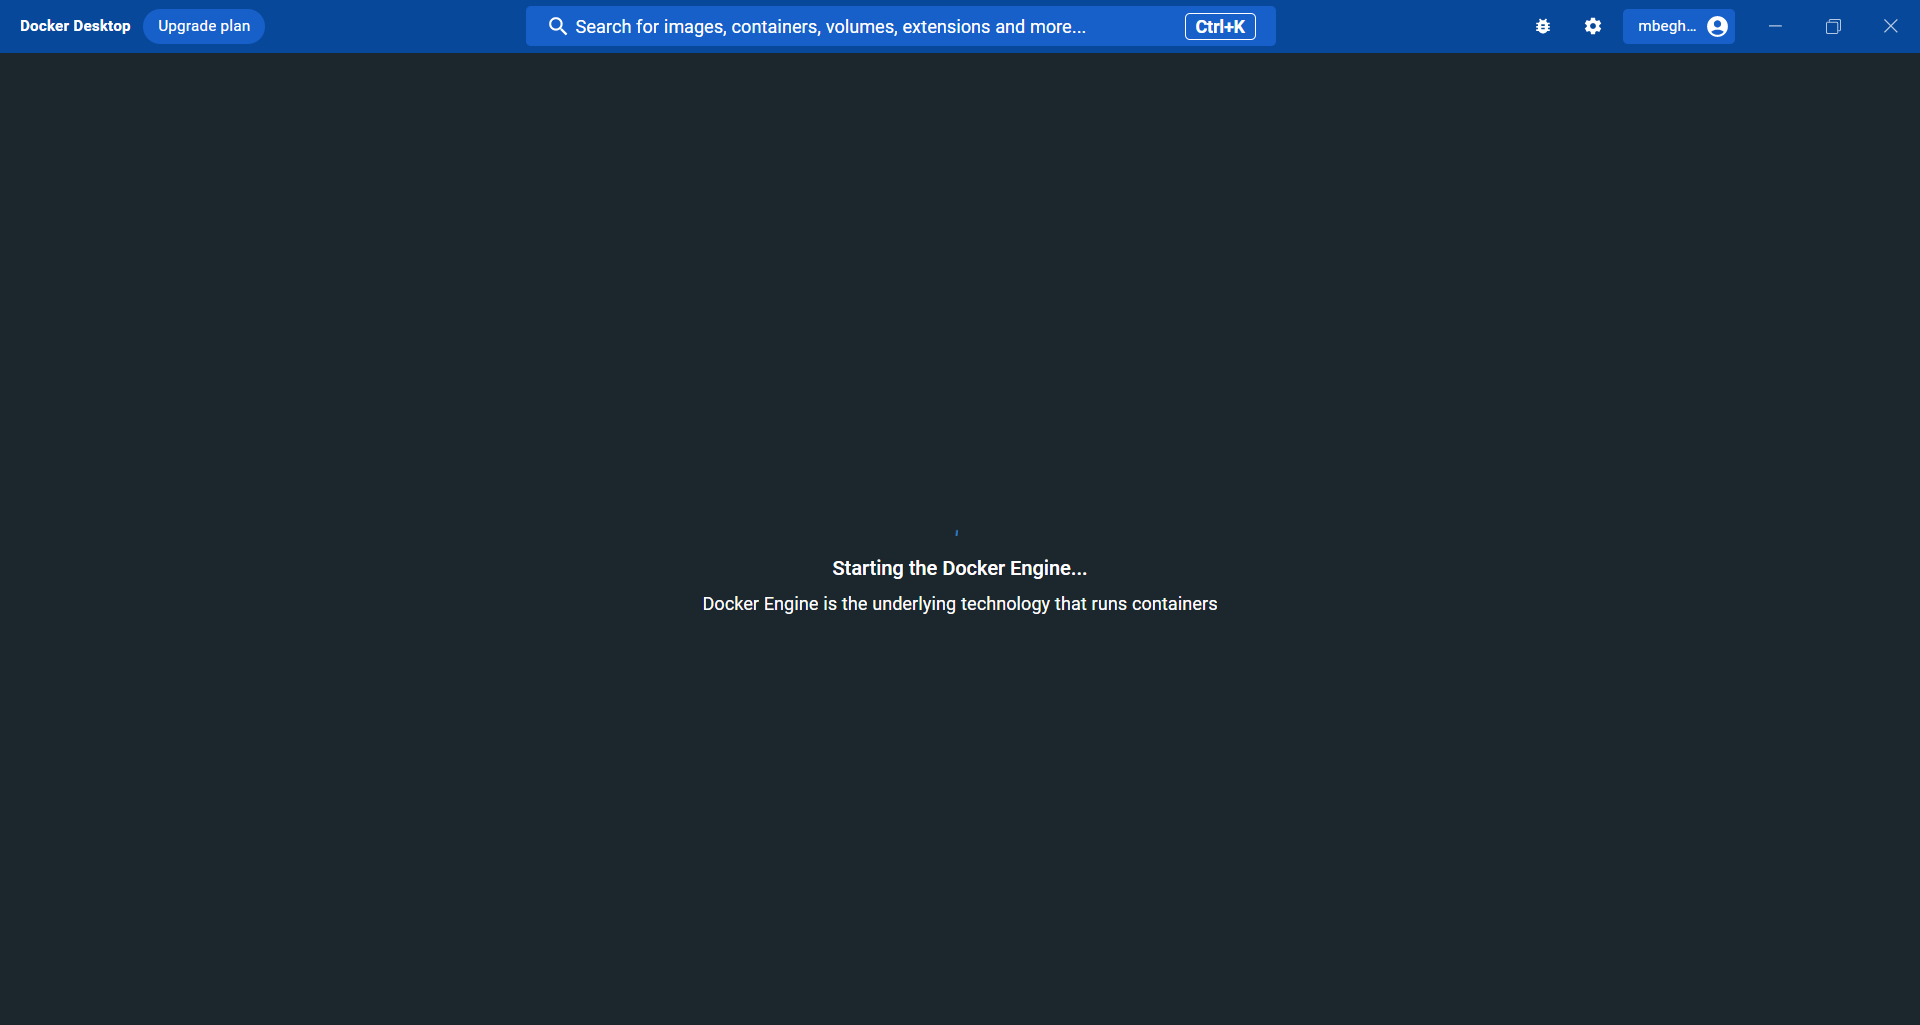 Docker Desktop Upgrade plan Search for images, containers, volumes, extensions and more... Ctrl+K mbegh...
Starting the Docker Engine...
Docker Engine is the underlying technology that runs containers